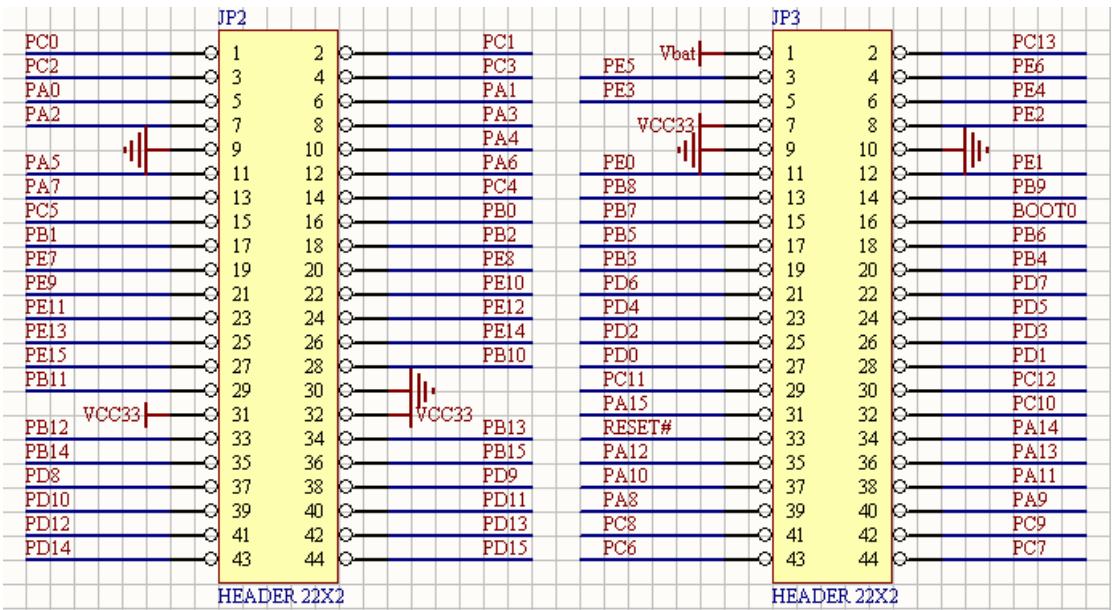 JP2
PC0 1 2 PC1
PC2 3 4 PC3
PA0 5 6 PA1
PA2 7 8 PA3
9 10 PA4
PA5 11 12 PA6
PA7 13 14 PC4
PC5 15 16 PB0
PB1 17 18 PB2
PE7 19 20 PE8
PE9 21 22 PE10
PE11 23 24 PE12
PE13 25 26 PE14
PE15 27 28 PB10
PB11 29 30
VCC33 31 32 VCC33
PB12 33 34 PB13
PB14 35 36 PB15
PD8 37 38 PD9
PD10 39 40 PD11
PD12 41 42 PD13
PD14 43 44 PD15
HEADER 22X2
JP3
Vbat 1 2 PC13
PE5 3 4 PE6
PE3 5 6 PE4
VCC33 7 8 PE2
9 10
PE0 11 12 PE1
PB8 13 14 PB9
PB7 15 16 BOOT0
PB5 17 18 PB6
PB3 19 20 PB4
PD6 21 22 PD7
PD4 23 24 PD5
PD2 25 26 PD3
PD0 27 28 PD1
PC11 29 30 PC12
PA15 31 32 PC10
RESET# 33 34 PA14
PA12 35 36 PA13
PA10 37 38 PA11
PA8 39 40 PA9
PC8 41 42 PC9
PC6 43 44 PC7
HEADER 22X2